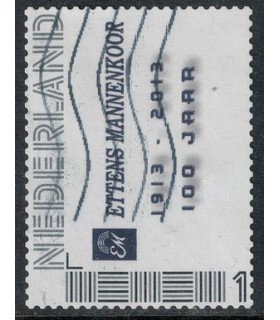 NEDERLAND
ETTENS MANNENKOOR
1913 - 2013
100 JAAR
EM
1